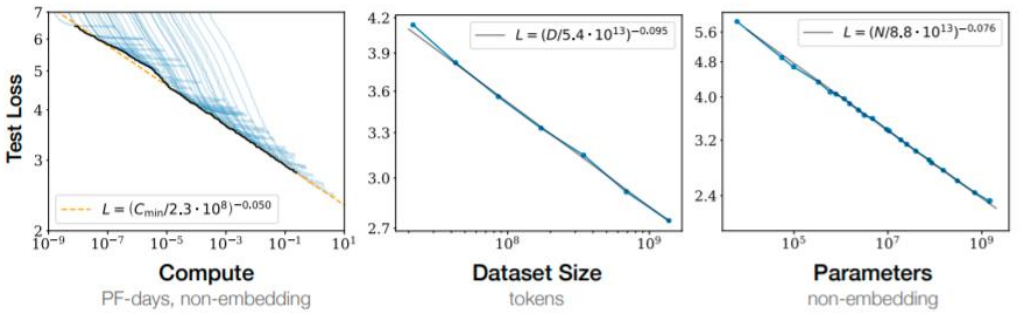 Test Loss
7
6
5
4
3
2
L = (C_min/2.3 · 10^8)^−0.050
10^−9 10^−7 10^−5 10^−3 10^−1 10^1
Compute
PF-days, non-embedding
4.2
3.9
3.6
3.3
3.0
2.7
L = (D/5.4 · 10^13)^−0.095
10^8 10^9
Dataset Size
tokens
5.6
4.8
4.0
3.2
2.4
L = (N/8.8 · 10^13)^−0.076
10^5 10^7 10^9
Parameters
non-embedding